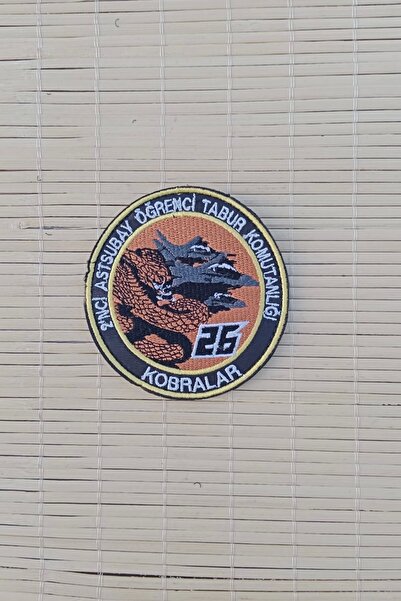 2'NCİ ASTSUBAY ÖĞRENCİ TABUR KOMUTANLIĞI
26
KOBRALAR